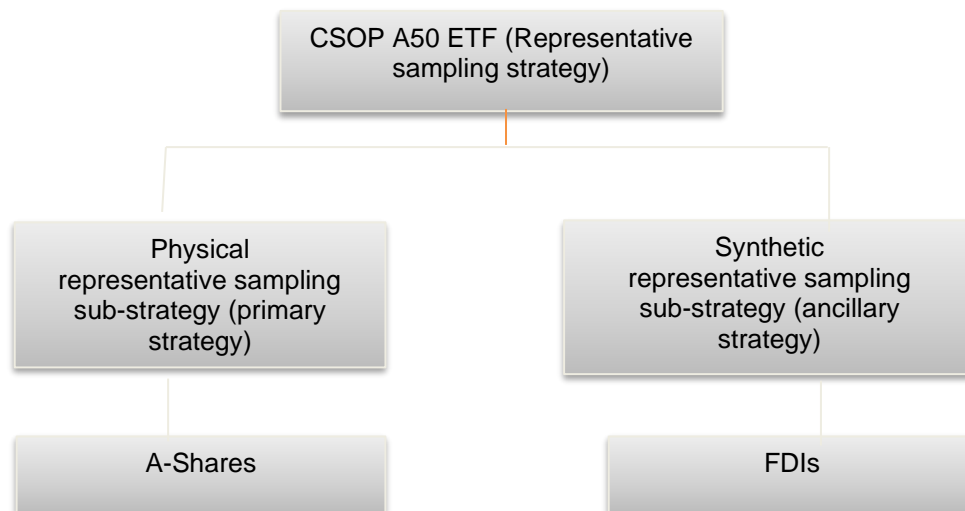 CSOP A50 ETF (Representative
sampling strategy)
Physical
representative sampling
sub-strategy (primary
strategy)
Synthetic
representative sampling
sub-strategy (ancillary
strategy)
A-Shares
FDIs